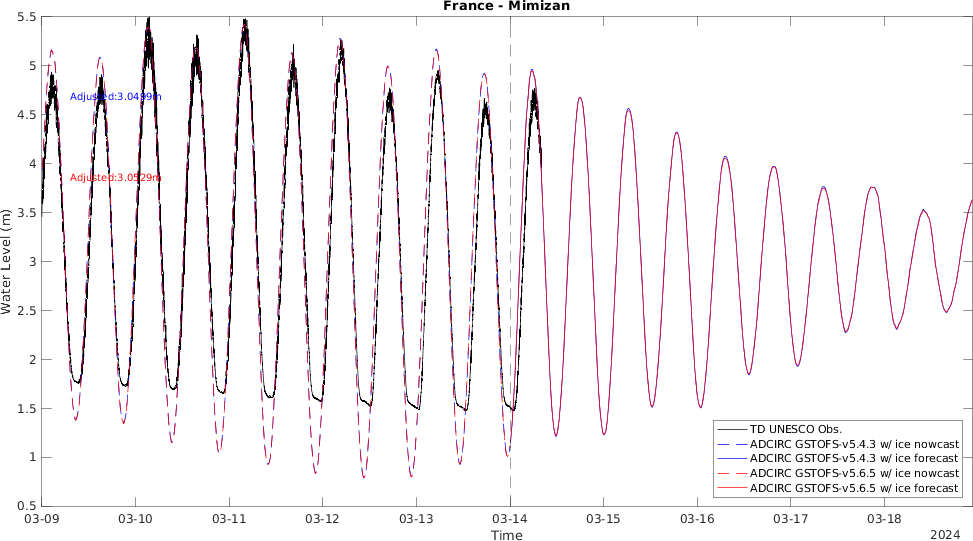 France - Mimizan
5.5
5
4.5
4
3.5
3
2.5
2
1.5
1
0.5
Water Level (m)
Adjusted:3.0499m
Adjusted:3.0529m
TD UNESCO Obs.
ADCIRC GSTOFS-v5.4.3 w/ ice nowcast
ADCIRC GSTOFS-v5.4.3 w/ ice forecast
ADCIRC GSTOFS-v5.6.5 w/ ice nowcast
ADCIRC GSTOFS-v5.6.5 w/ ice forecast
03-09 03-10 03-11 03-12 03-13 03-14 03-15 03-16 03-17 03-18
Time
2024